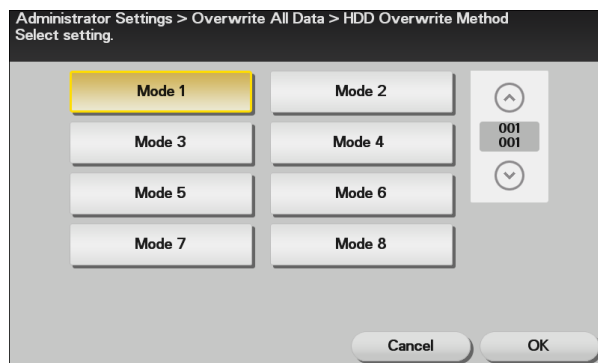 Administrator Settings > Overwrite All Data > HDD Overwrite Method
Select setting.
Mode 1
Mode 2
Mode 3
Mode 4
001
001
Mode 5
Mode 6
Mode 7
Mode 8
Cancel
OK